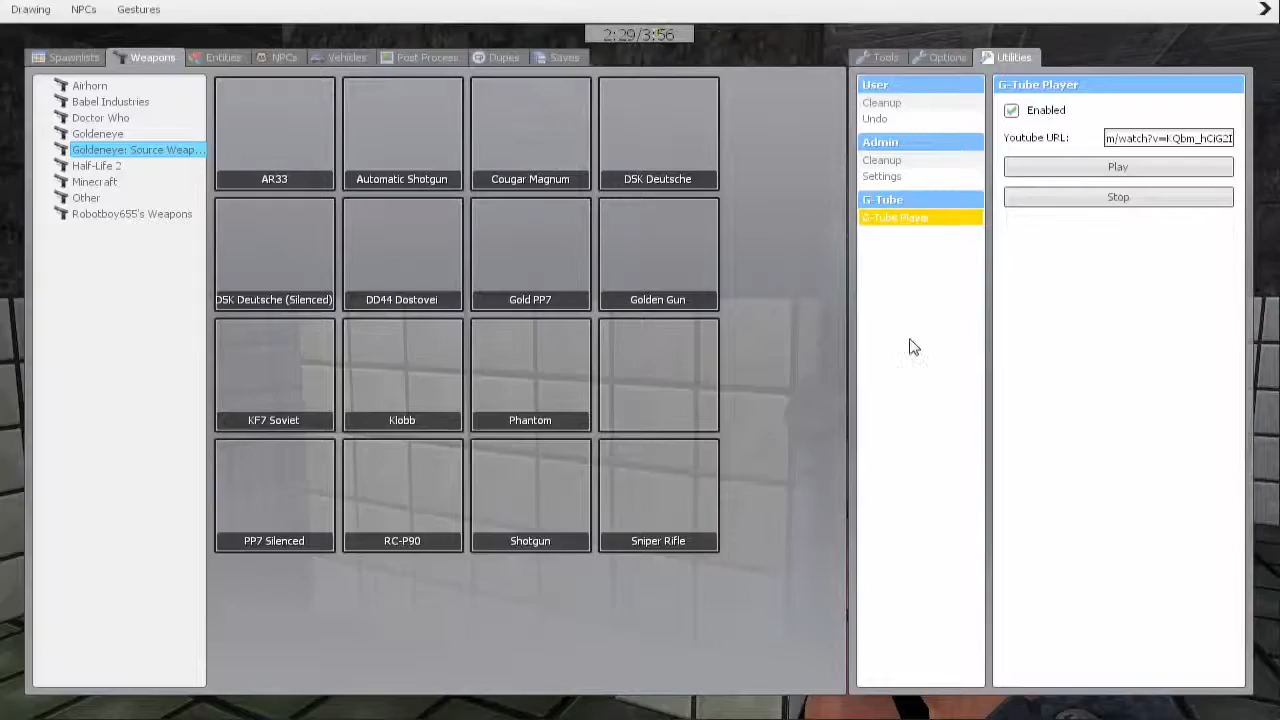 Drawing NPCs Gestures
2:29/3:56
Spawnlists Weapons Entities NPCs Vehicles Post Process Dupes Saves
Tools Options Utilities
Airhorn
Babel Industries
Doctor Who
Goldeneye
Goldeneye: Source Weap...
Half-Life 2
Minecraft
Other
Robotboy655's Weapons
AR33 Automatic Shotgun Cougar Magnum D5K Deutsche
D5K Deutsche (Silenced) DD44 Dostovei Gold PP7 Golden Gun
KF7 Soviet Klobb Phantom
PP7 Silenced RC-P90 Shotgun Sniper Rifle
User
Cleanup
Undo
Admin
Cleanup
Settings
G-Tube
G-Tube Player
G-Tube Player
Enabled
Youtube URL: m/watch?v=KQbm_hCiG2I
Play
Stop